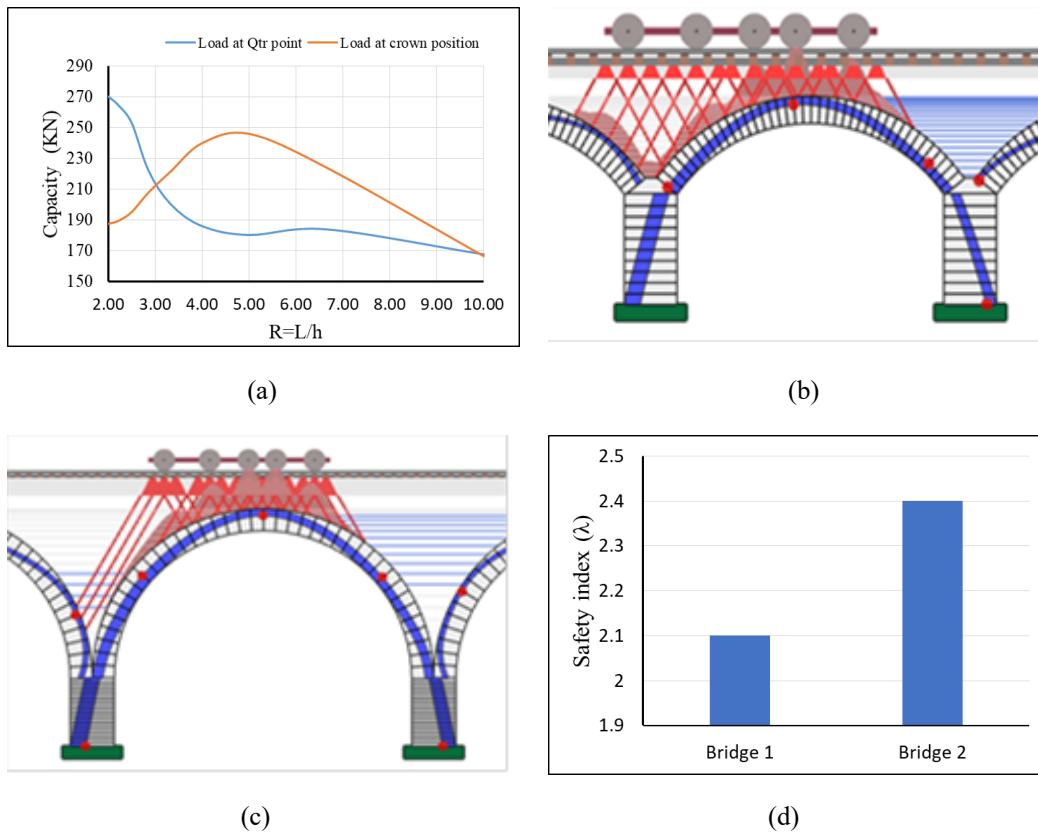 Load at Qtr point Load at crown position
290
270
250
230
210
190
170
150
Capacity (KN)
2.00 3.00 4.00 5.00 6.00 7.00 8.00 9.00 10.00
R=L/h
(a)
(b)
(c)
2.5
2.4
2.3
2.2
2.1
2
1.9
Safety index (λ)
Bridge 1 Bridge 2
(d)